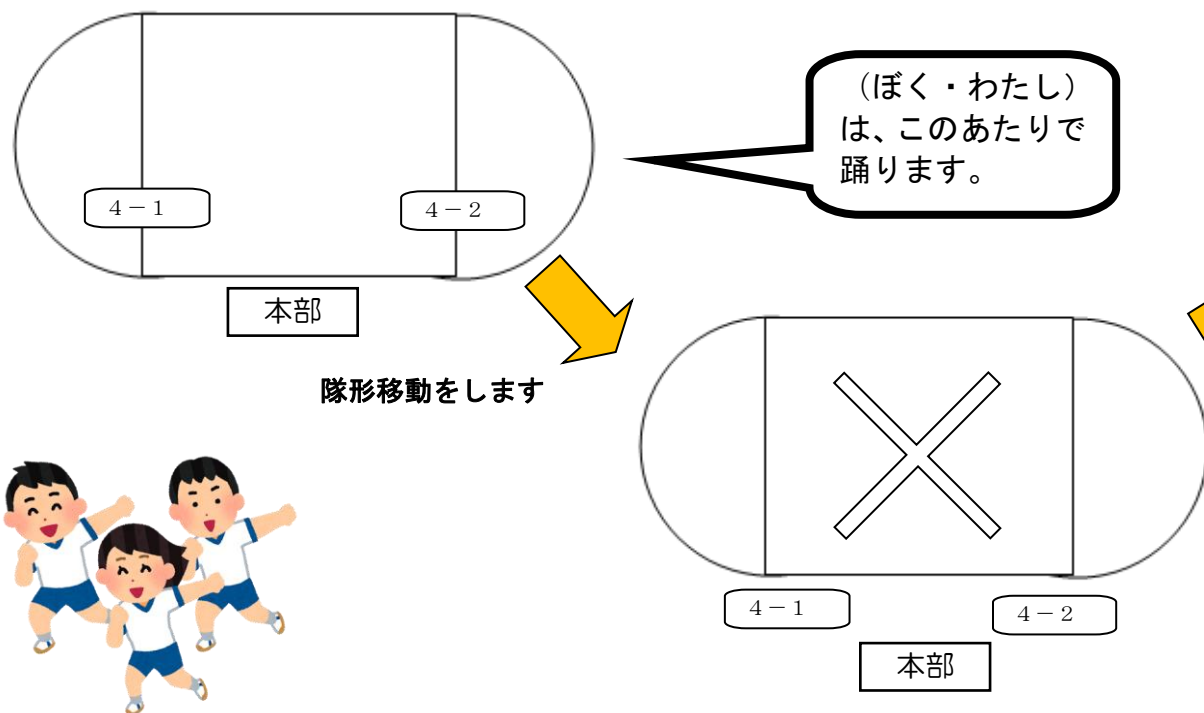 （ぼく・わたし）
は、このあたりで
踊ります。
４－１
４－２
本部
隊形移動をします
４－１
４－２
本部